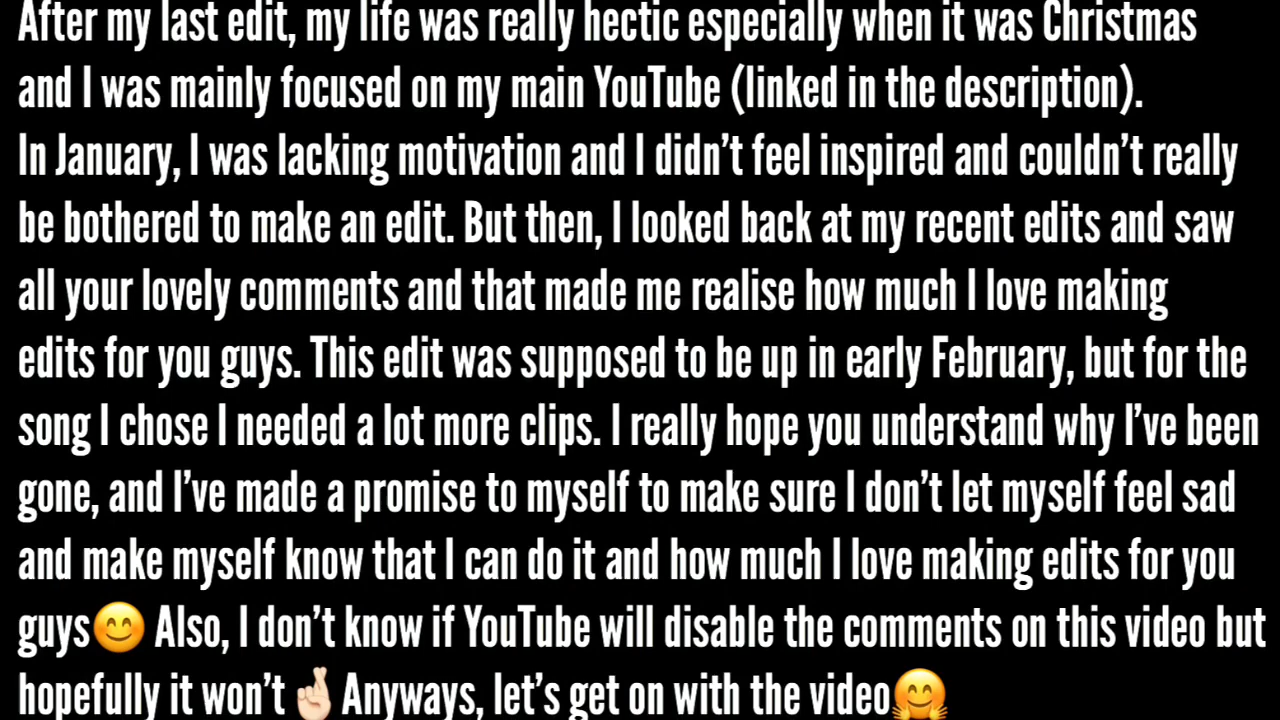 After my last edit, my life was really hectic especially when it was Christmas
and I was mainly focused on my main YouTube (linked in the description).
In January, I was lacking motivation and I didn’t feel inspired and couldn’t really
be bothered to make an edit. But then, I looked back at my recent edits and saw
all your lovely comments and that made me realise how much I love making
edits for you guys. This edit was supposed to be up in early February, but for the
song I chose I needed a lot more clips. I really hope you understand why I’ve been
gone, and I’ve made a promise to myself to make sure I don’t let myself feel sad
and make myself know that I can do it and how much I love making edits for you
guys😊 Also, I don’t know if YouTube will disable the comments on this video but
hopefully it won’t🤞🏻Anyways, let’s get on with the video🤗